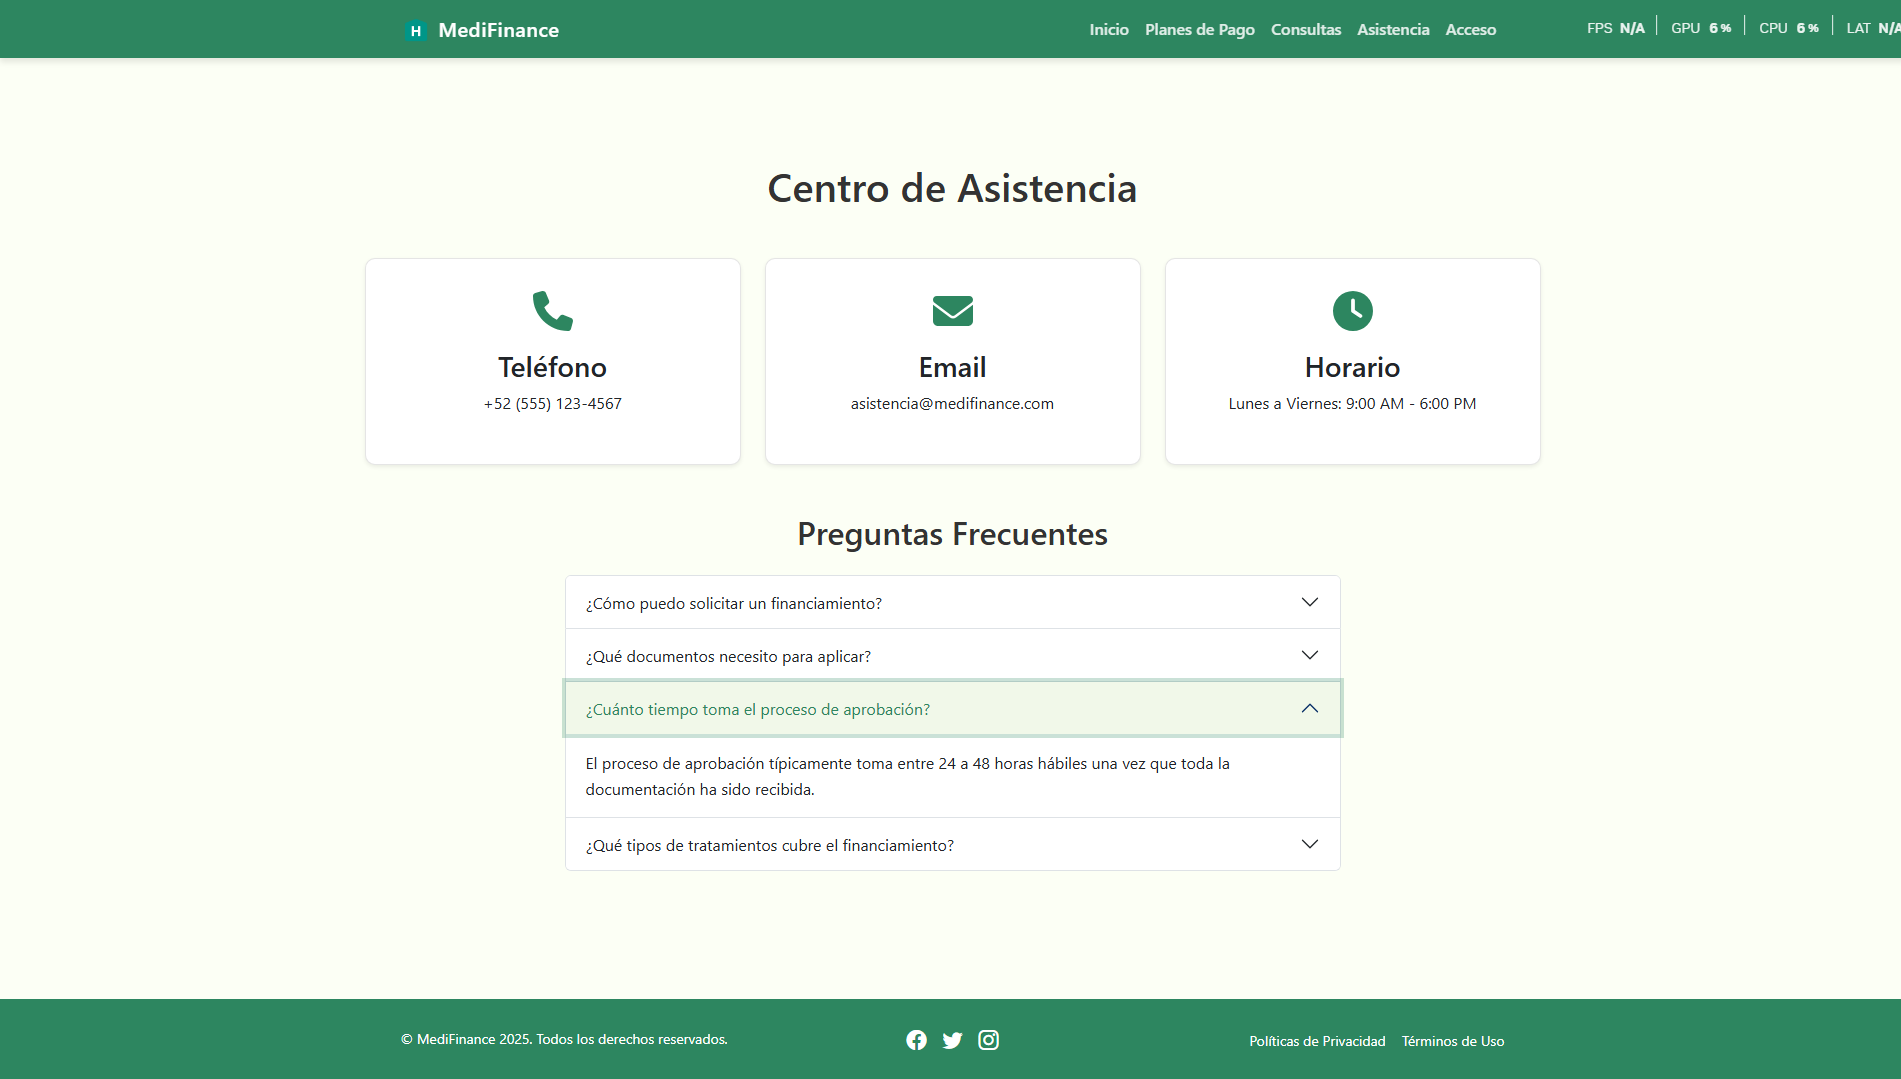 H MediFinance
Inicio Planes de Pago Consultas Asistencia Acceso
FPS N/A GPU 6 % CPU 6 % LAT
Centro de Asistencia
Teléfono
+52 (555) 123-4567
Email
asistencia@medifinance.com
Horario
Lunes a Viernes: 9:00 AM - 6:00 PM
Preguntas Frecuentes
¿Cómo puedo solicitar un financiamiento?
¿Qué documentos necesito para aplicar?
¿Cuánto tiempo toma el proceso de aprobación?
El proceso de aprobación típicamente toma entre 24 a 48 horas hábiles una vez que toda la
documentación ha sido recibida.
¿Qué tipos de tratamientos cubre el financiamiento?
© MediFinance 2025. Todos los derechos reservados.
Políticas de Privacidad Términos de Uso